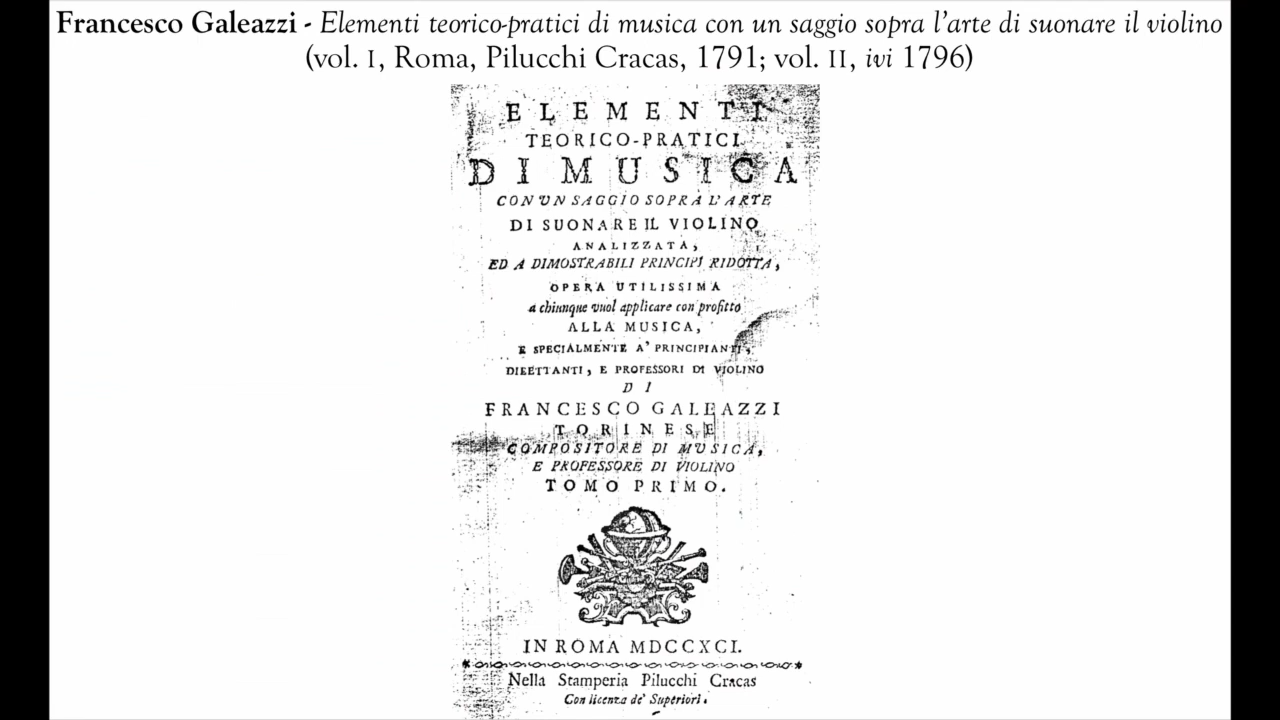 Francesco Galeazzi - Elementi teorico-pratici di musica con un saggio sopra l'arte di suonare il violino
(vol. I, Roma, Pilucchi Cracas, 1791; vol. II, ivi 1796)
ELEMENTI
TEORICO-PRATICI
DI MUSICA
CON UN SAGGIO SOPRA L'ARTE
DI SUONARE IL VIOLINO
ANALIZZATA,
ED A DIMOSTRABILI PRINCIPJ RIDOTTA,
OPERA UTILISSIMA
a chiunque vuol applicare con profitto
ALLA MUSICA,
E SPECIALMENTE A' PRINCIPIANTI,
DILETTANTI, E PROFESSORI DI VIOLINO
DI
FRANCESCO GALEAZZI
TORINESE
COMPOSITORE DI MUSICA,
E PROFESSORE DI VIOLINO
TOMO PRIMO.
IN ROMA MDCCXCI.
Nella Stamperia Pilucchi Cracas
Con licenza de' Superiori.